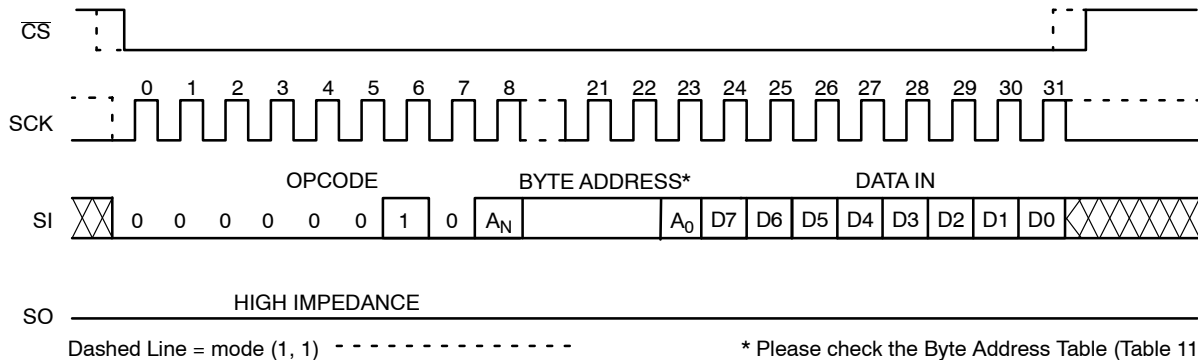 CS
0 1 2 3 4 5 6 7 8 21 22 23 24 25 26 27 28 29 30 31
SCK
OPCODE BYTE ADDRESS* DATA IN
SI 0 0 0 0 0 0 1 0 AN A0 D7 D6 D5 D4 D3 D2 D1 D0
HIGH IMPEDANCE
SO
Dashed Line = mode (1, 1) * Please check the Byte Address Table (Table 11